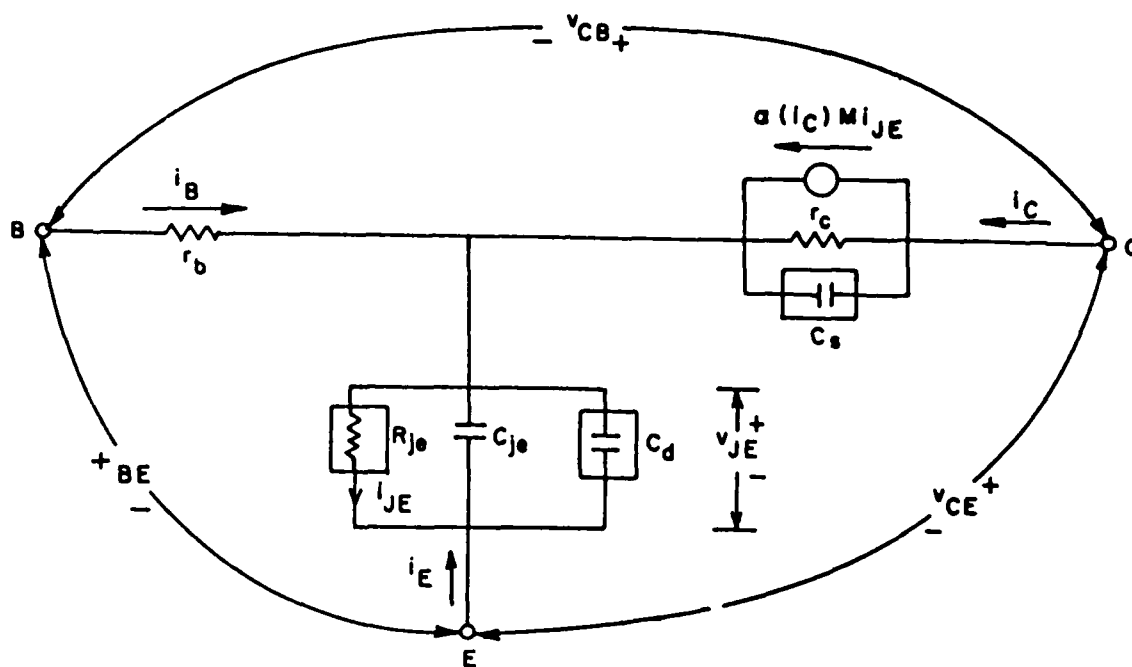 − vCB +
a (iC) M iJE
iB
iC
B
rb
rc
C
Cs
Rje
Cje
Cd
vJE
+
−
iJE
+ BE −
vCE +
−
iE
E